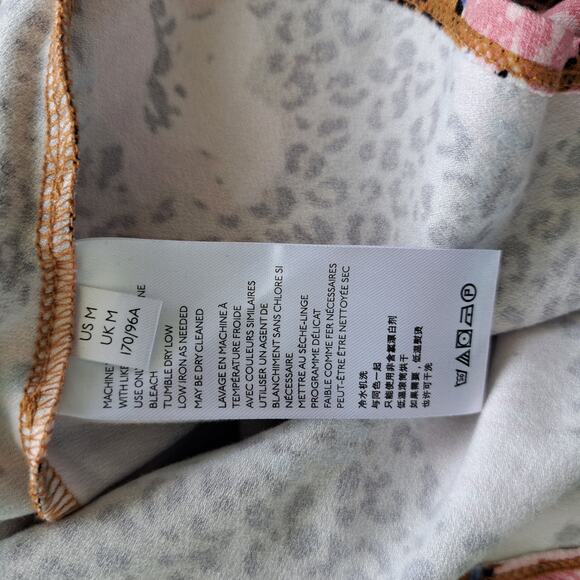 US M
UK M
170/96A
MACHINE
WITH LIKE
USE ONLY
BLEACH
TUMBLE DRY LOW
LOW IRON AS NEEDED
MAY BE DRY CLEANED
LAVAGE EN MACHINE À
TEMPÉRATURE FROIDE
AVEC COULEURS SIMILAIRES
UTILISER UN AGENT DE
BLANCHIMENT SANS CHLORE SI
NÉCESSAIRE
METTRE AU SÈCHE-LINGE
PROGRAMME DÉLICAT
FAIBLE COMME FER NÉCESSAIRES
PEUT-ÊTRE ÊTRE NETTOYÉE SEC
冷水机洗
与同色一起
只能使用非含氯漂白剂
低温滚筒烘干
如果需要，低温熨烫
也许可干洗
P